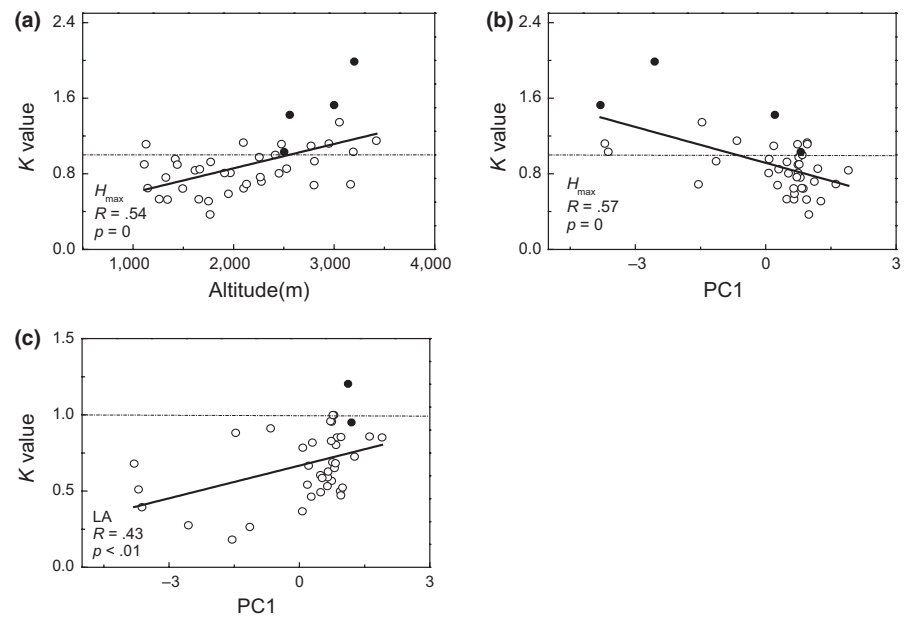 (a)
2.4
1.6
0.8
0.0
K value
H max
R = .54
p = 0
1,000 2,000 3,000 4,000
Altitude(m)
(b)
2.4
1.6
0.8
0.0
K value
H max
R = .57
p = 0
−3 0 3
PC1
(c)
1.5
1.0
0.5
0.0
K value
LA
R = .43
p < .01
−3 0 3
PC1